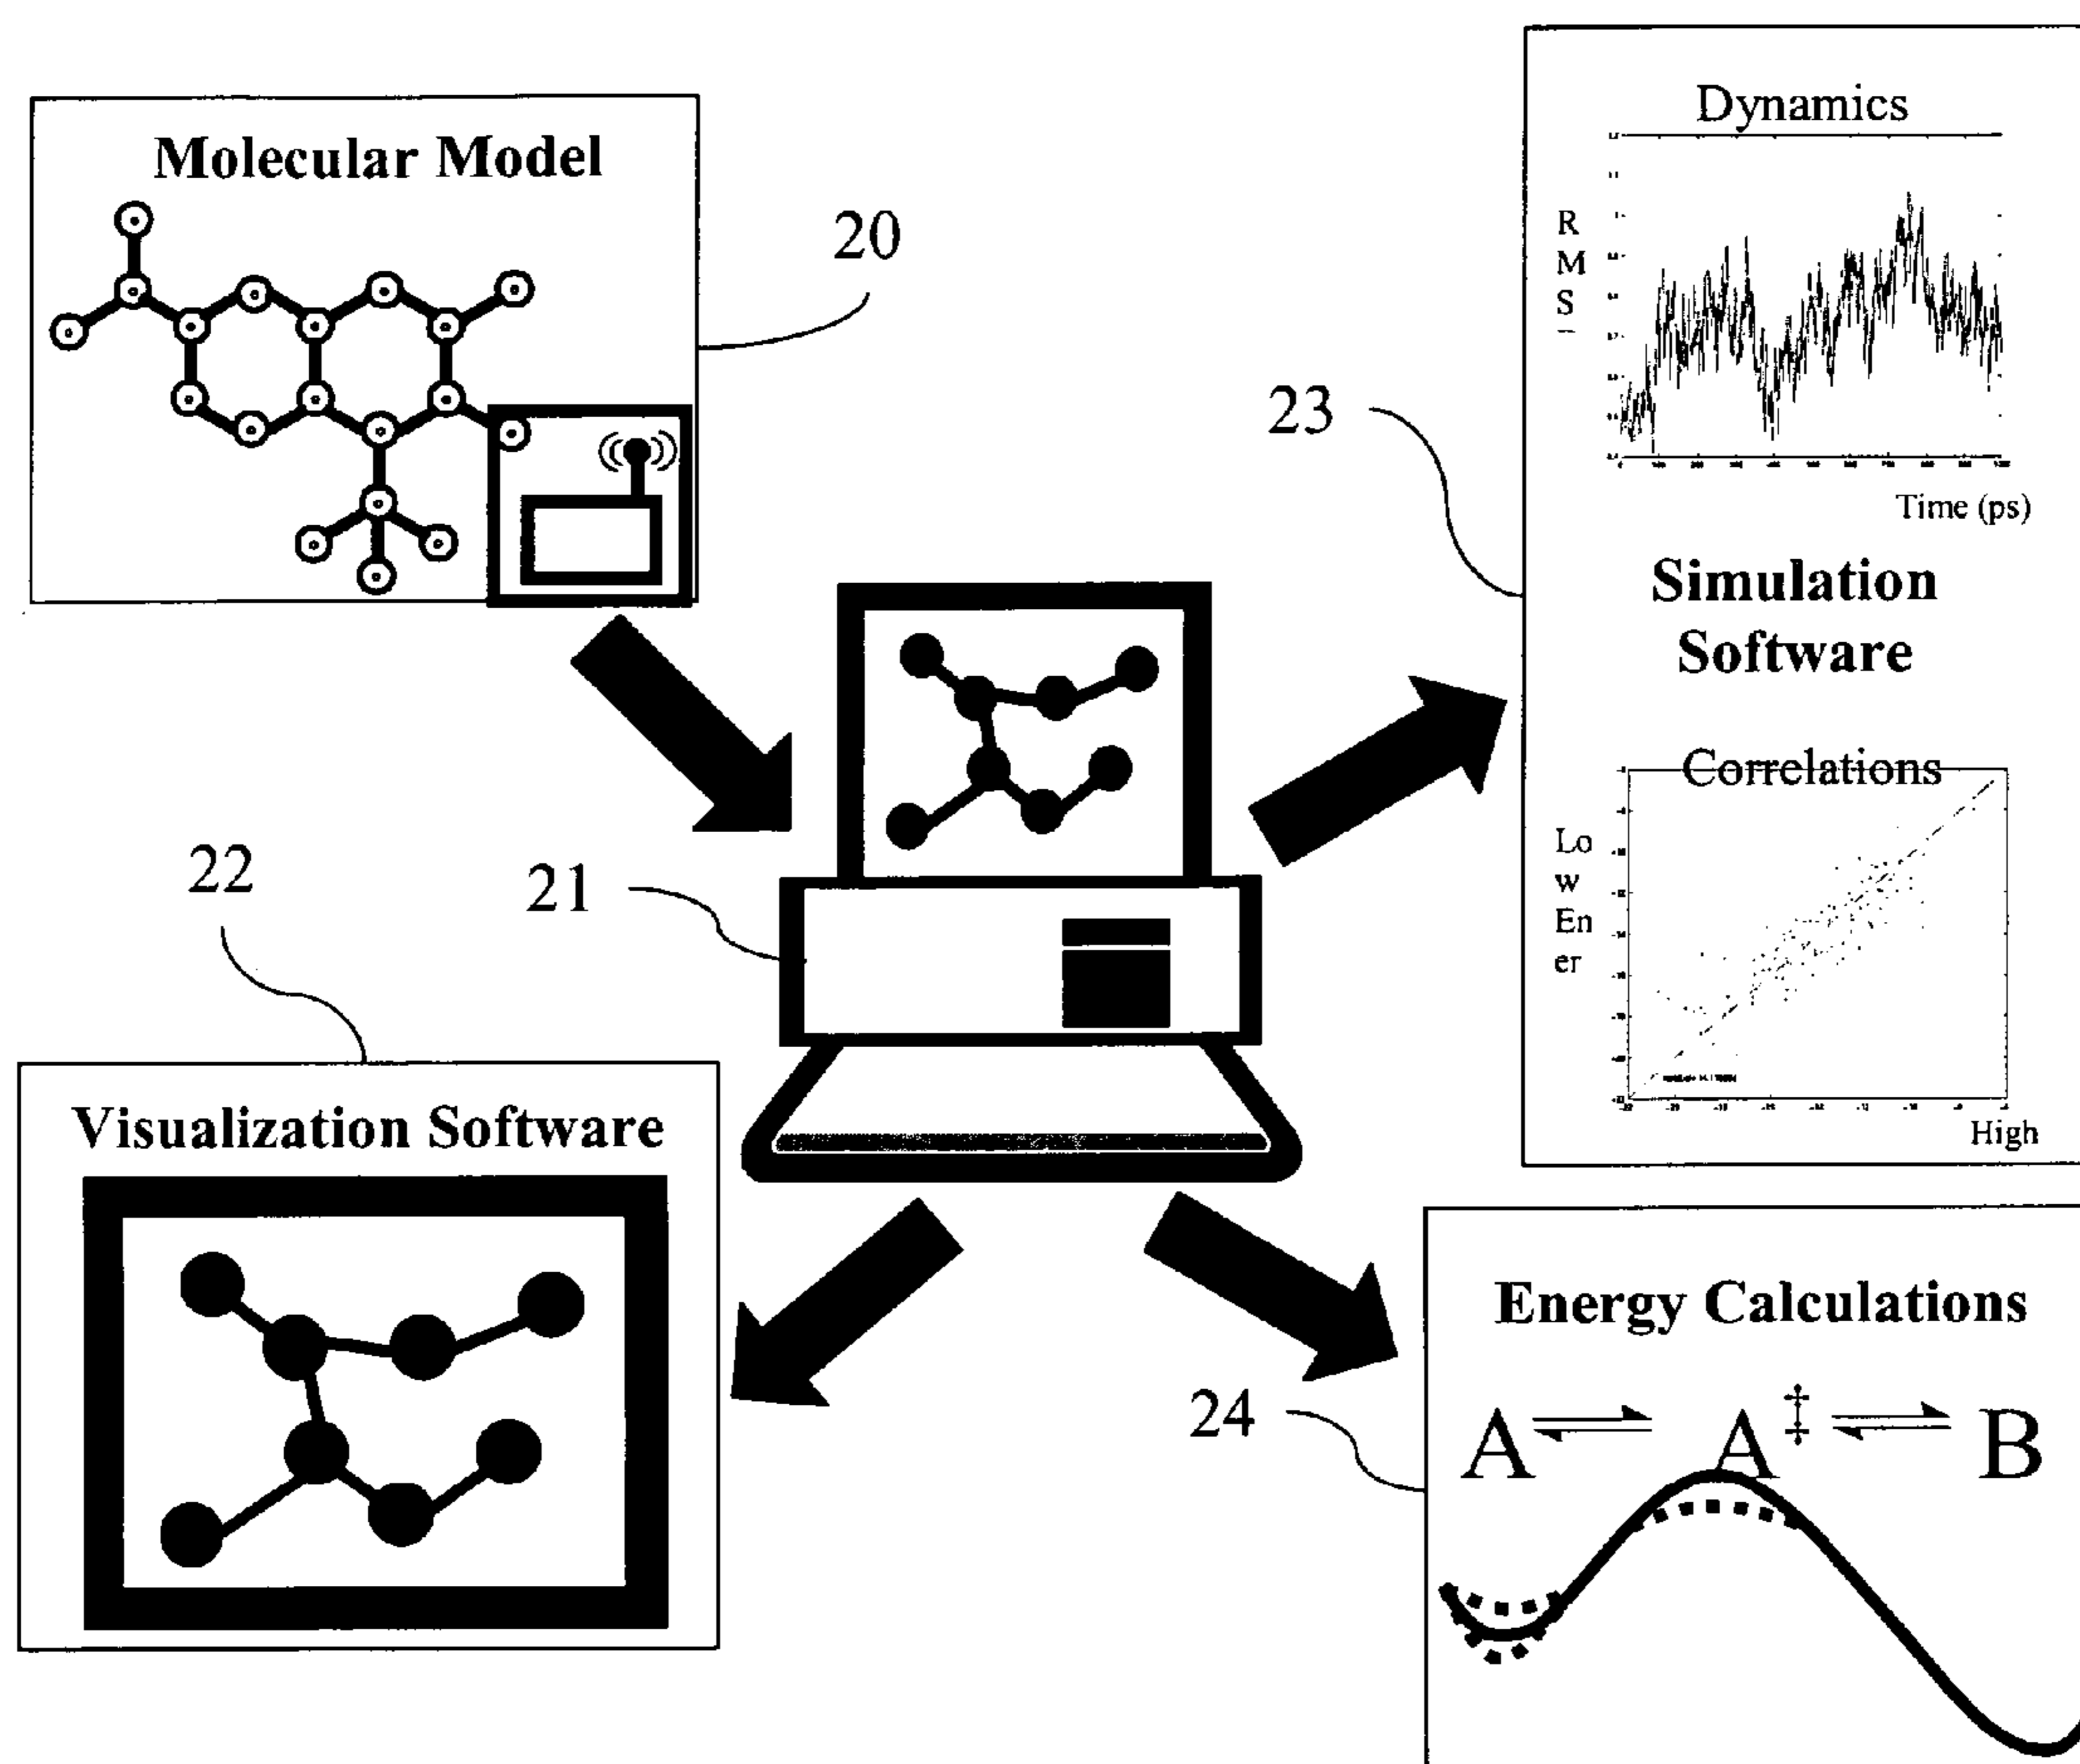 Molecular Model
20
Dynamics
R
M
S
Time (ps)
23
Simulation
Software
Correlations
Lo
w
En
er
High
22
21
Visualization Software
Energy Calculations
24
A ⇌ A‡ ⇌ B